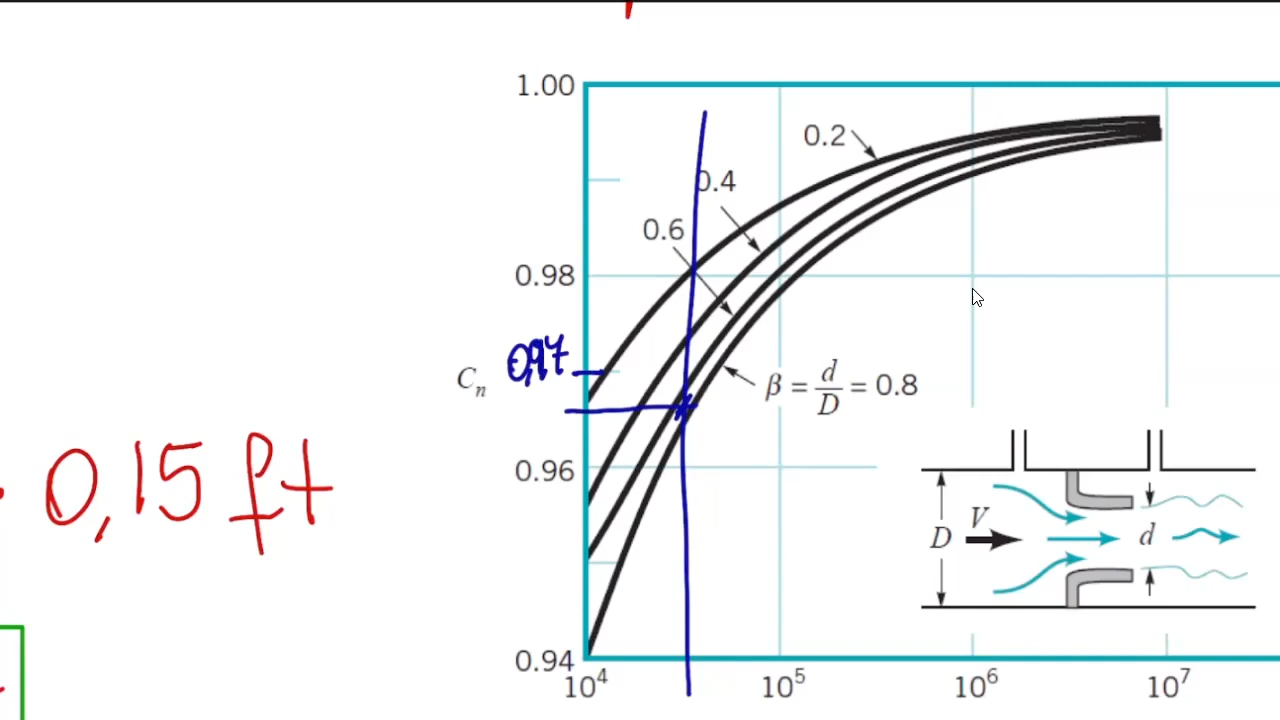 1.00
0.2
0.4
0.6
0.98
0,97
Cn
β = d/D = 0.8
0,15 ft
0.96
V
D
d
0.94
10⁴ 10⁵ 10⁶ 10⁷